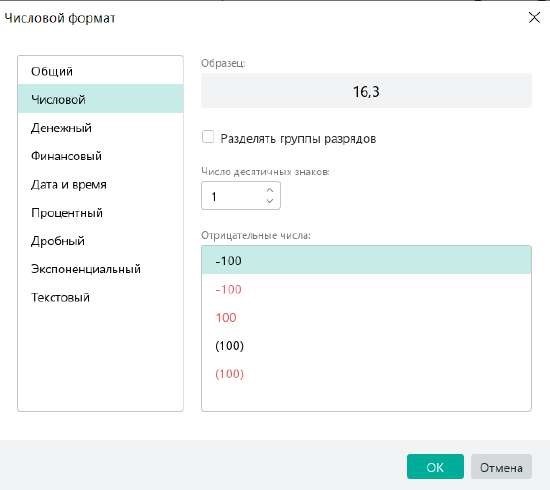 Числовой формат
Общий
Числовой
Денежный
Финансовый
Дата и время
Процентный
Дробный
Экспоненциальный
Текстовый
Образец:
16,3
Разделять группы разрядов
Число десятичных знаков:
1
Отрицательные числа:
-100
-100
100
(100)
(100)
OK
Отмена